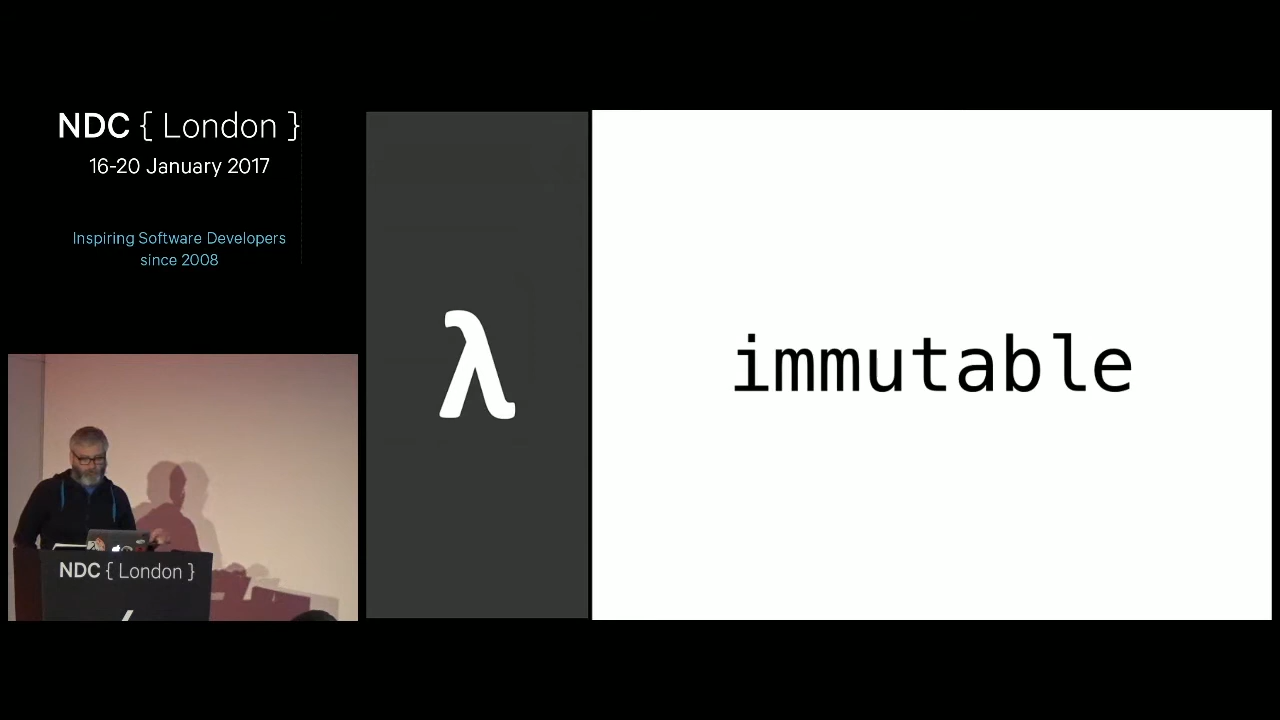 NDC { London }
16-20 January 2017
Inspiring Software Developers
since 2008
λ
immutable
NDC { London }